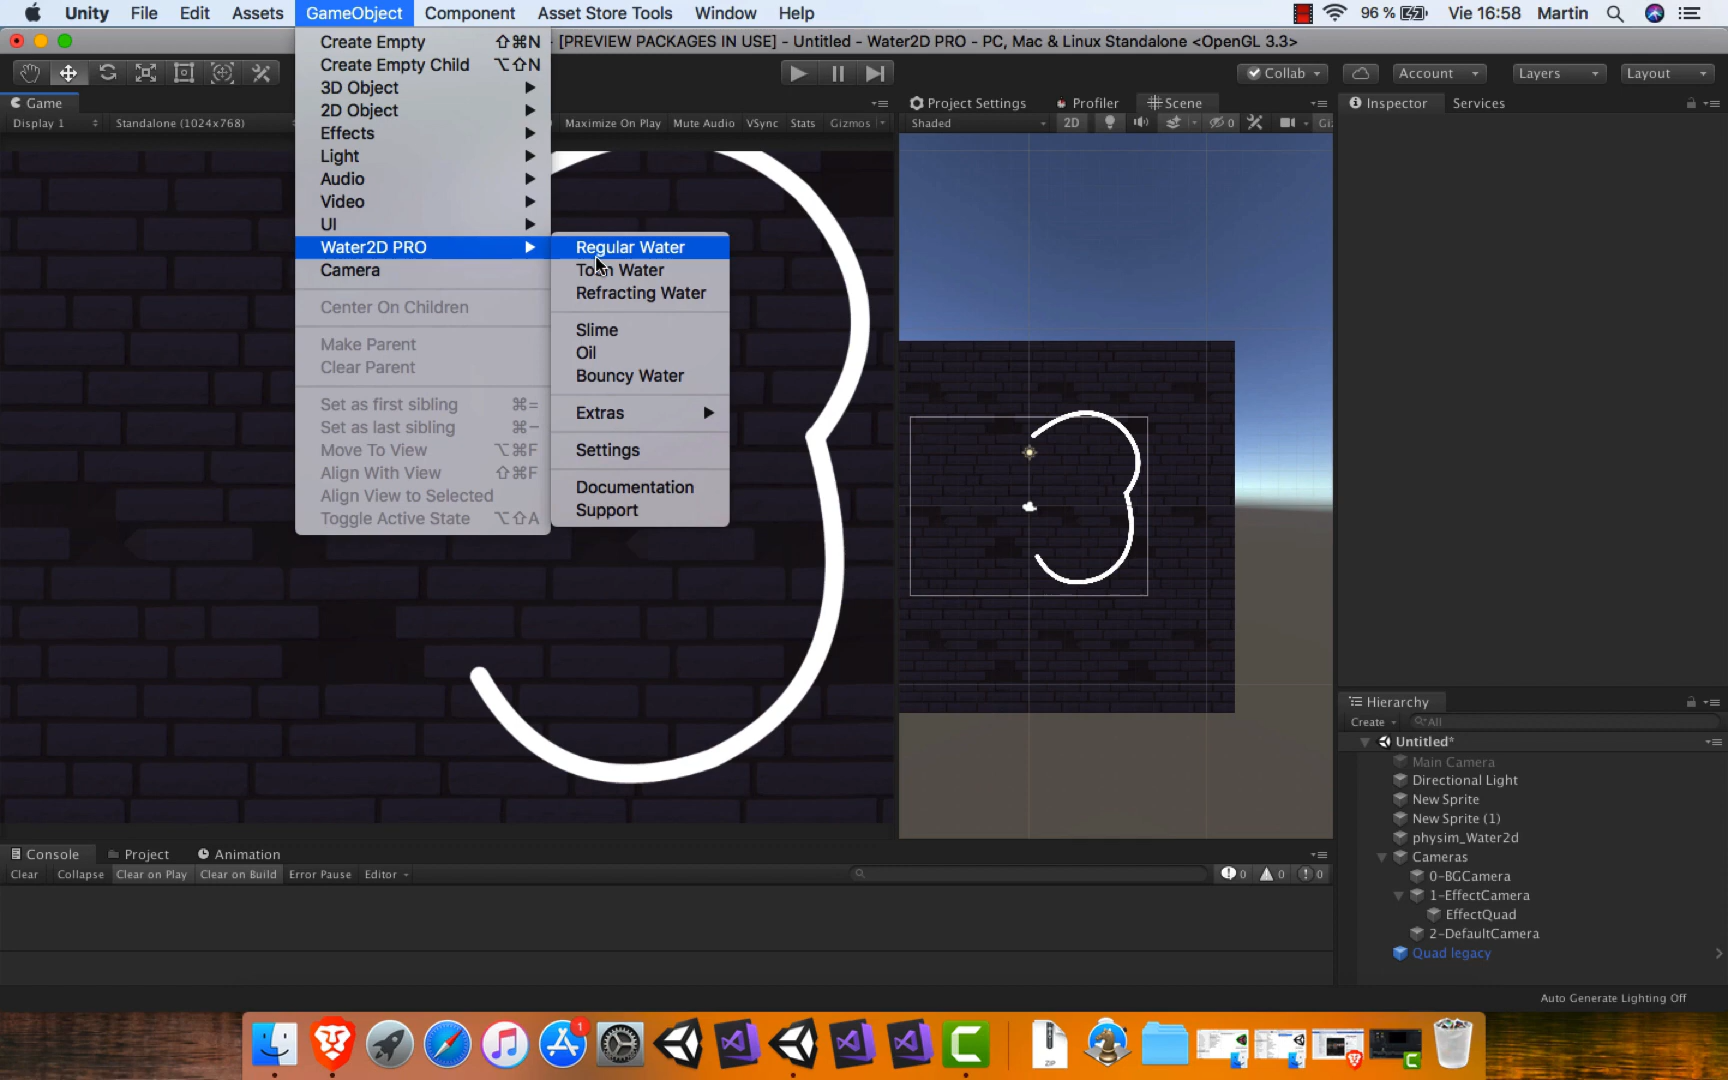 Unity File Edit Assets GameObject Component Asset Store Tools Window Help 96 % Vie 16:58 Martin
[PREVIEW PACKAGES IN USE] - Untitled - Water2D PRO - PC, Mac & Linux Standalone <OpenGL 3.3>
Collab Account Layers Layout
Game
Display 1 Standalone (1024x768) Maximize On Play Mute Audio VSync Stats Gizmos
Project Settings Profiler Scene
Shaded 2D 0 Gi
Inspector Services
Create Empty ⇧⌘N
Create Empty Child ⌥⇧N
3D Object
2D Object
Effects
Light
Audio
Video
UI
Water2D PRO
Camera
Center On Children
Make Parent
Clear Parent
Set as first sibling ⌘=
Set as last sibling ⌘-
Move To View ⌥⌘F
Align With View ⇧⌘F
Align View to Selected
Toggle Active State ⌥⇧A
Regular Water
Water
Refracting Water
Slime
Oil
Bouncy Water
Extras
Settings
Documentation
Support
Hierarchy
Create All
Untitled*
Main Camera
Directional Light
New Sprite
New Sprite (1)
physim_Water2d
Cameras
0-BGCamera
1-EffectCamera
EffectQuad
2-DefaultCamera
Quad legacy
Console Project Animation
Clear Collapse Clear on Play Clear on Build Error Pause Editor 0 0 0
Auto Generate Lighting Off
1
ZIP